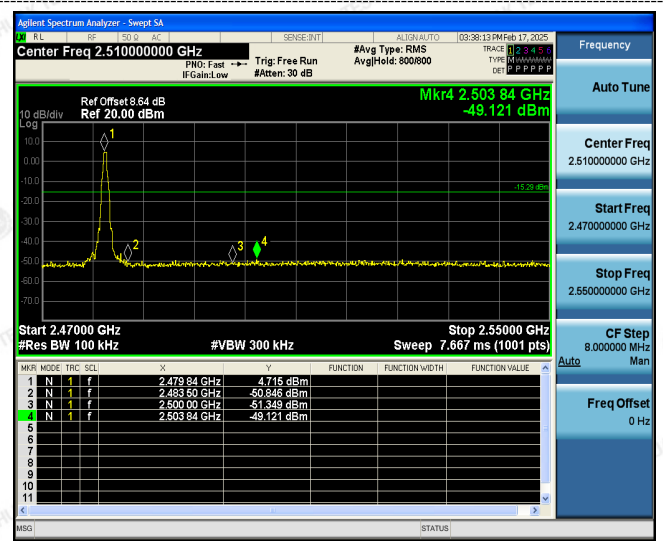 Agilent Spectrum Analyzer - Swept SA
LXI RL RF 50 Ω AC SENSE:INT ALIGN AUTO 03:38:13 PM Feb 17, 2025
Center Freq 2.510000000 GHz
PNO: Fast
IFGain:Low
Trig: Free Run
#Atten: 30 dB
#Avg Type: RMS
Avg|Hold: 800/800
TRACE 1 2 3 4 5 6
TYPE M WWWWW
DET P P P P P P
Frequency
Auto Tune
Center Freq
2.510000000 GHz
Start Freq
2.470000000 GHz
Stop Freq
2.550000000 GHz
CF Step
8.000000 MHz
Auto Man
Freq Offset
0 Hz
Ref Offset 8.64 dB
10 dB/div Ref 20.00 dBm
Log
Mkr4 2.503 84 GHz
-49.121 dBm
10.0
0.00
-10.0
-20.0
-30.0
-40.0
-50.0
-60.0
-70.0
1
2
3
4
-15.29 dBm
Start 2.47000 GHz Stop 2.55000 GHz
#Res BW 100 kHz #VBW 300 kHz Sweep 7.667 ms (1001 pts)
MKR MODE TRC SCL X Y FUNCTION FUNCTION WIDTH FUNCTION VALUE
1 N 1 f 2.479 84 GHz 4.715 dBm
2 N 1 f 2.483 50 GHz -50.846 dBm
3 N 1 f 2.500 00 GHz -51.349 dBm
4 N 1 f 2.503 84 GHz -49.121 dBm
5
6
7
8
9
10
11
MSG STATUS